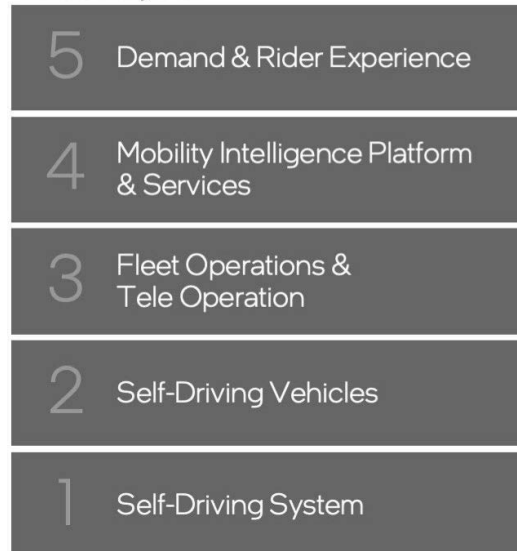 5
Demand & Rider Experience
4
Mobility Intelligence Platform
& Services
3
Fleet Operations &
Tele Operation
2
Self-Driving Vehicles
1
Self-Driving System